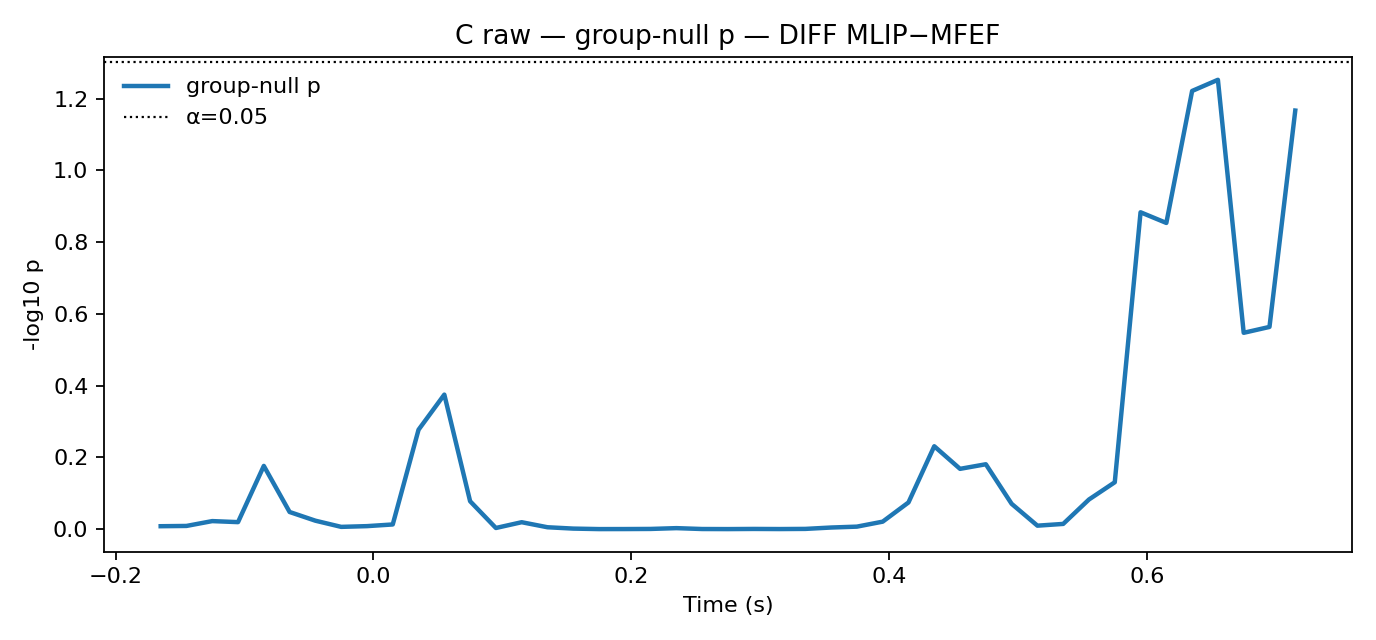 C raw — group-null p — DIFF MLIP−MFEF
group-null p
α=0.05
-log10 p
1.2
1.0
0.8
0.6
0.4
0.2
0.0
−0.2 0.0 0.2 0.4 0.6
Time (s)